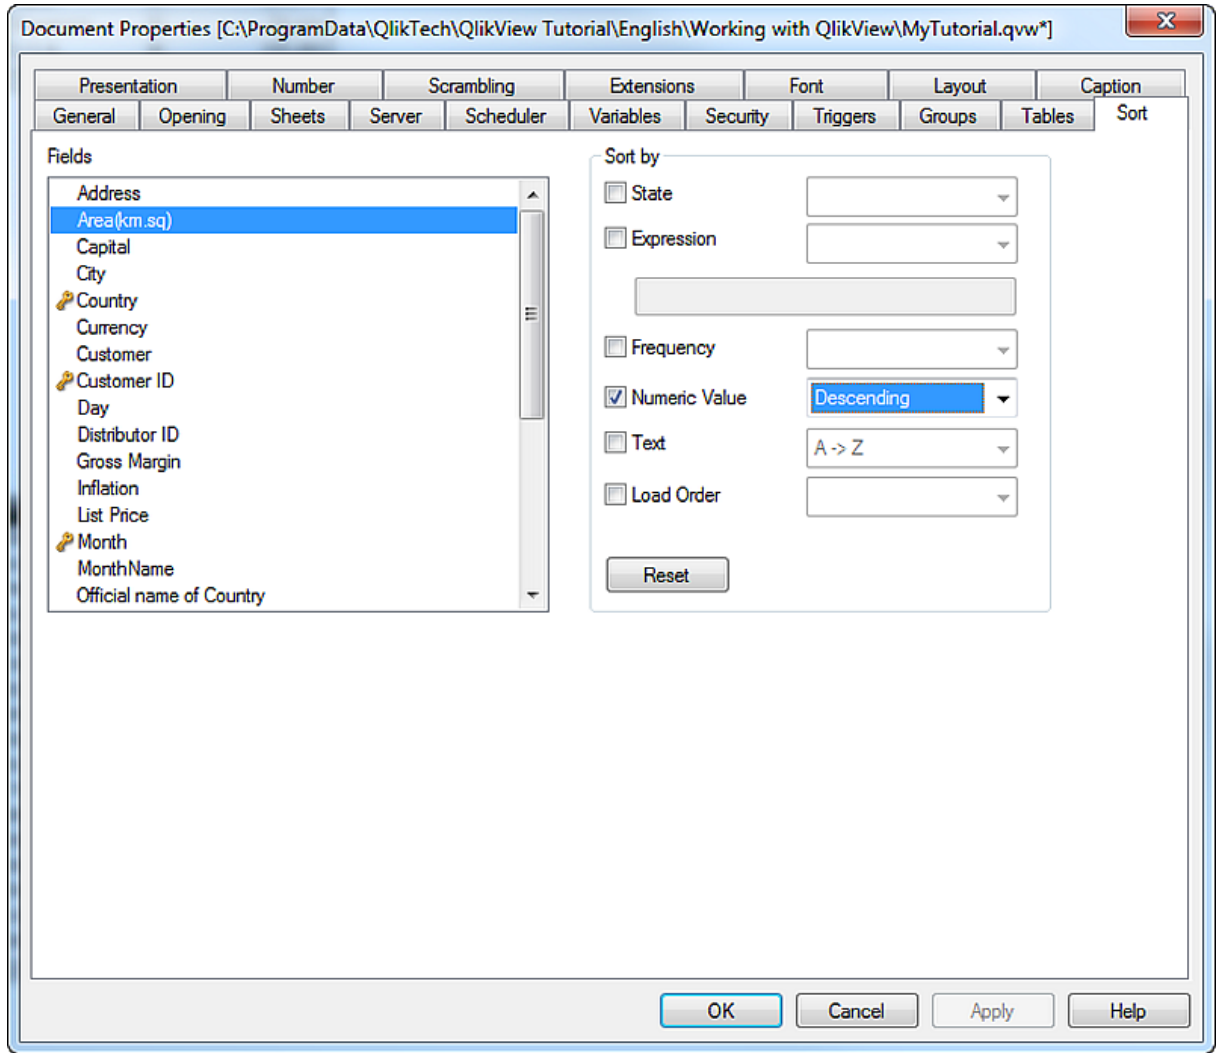 Document Properties [C:\ProgramData\QlikTech\QlikView Tutorial\English\Working with QlikView\MyTutorial.qvw*]
Presentation Number Scrambling Extensions Font Layout Caption
General Opening Sheets Server Scheduler Variables Security Triggers Groups Tables Sort
Fields
Address
Area(km.sq)
Capital
City
Country
Currency
Customer
Customer ID
Day
Distributor ID
Gross Margin
Inflation
List Price
Month
MonthName
Official name of Country
Sort by
State
Expression
Frequency
Numeric Value Descending
Text A -> Z
Load Order
Reset
OK Cancel Apply Help